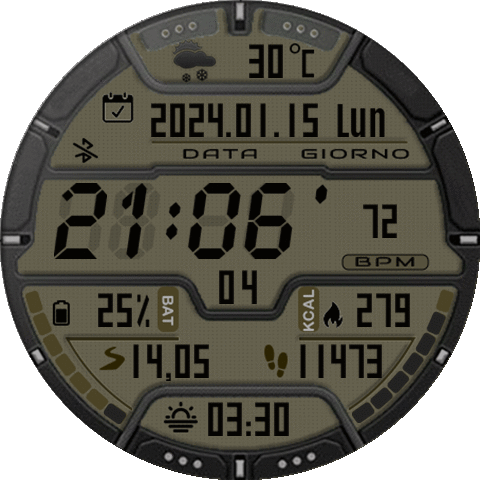 30°C
2024.01.15 Lun
DATA GIORNO
21:06' 72
BPM
04
25% BAT KCAL 279
14,05 11473
03:30